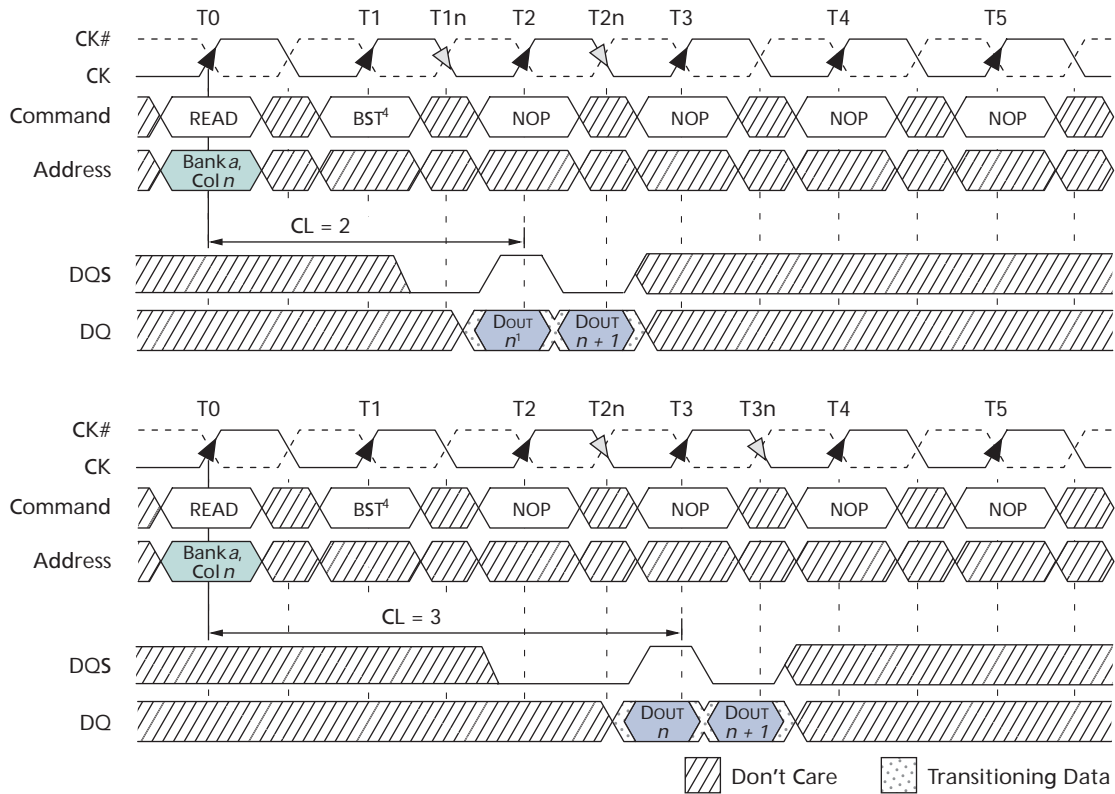 T0 T1 T1n T2 T2n T3 T4 T5
CK#
CK
Command READ BST⁴ NOP NOP NOP NOP
Address Bank a,
Col n
CL = 2
DQS
DQ DOUT DOUT
n¹ n + 1
T0 T1 T2 T2n T3 T3n T4 T5
CK#
CK
Command READ BST⁴ NOP NOP NOP NOP
Address Bank a,
Col n
CL = 3
DQS
DQ DOUT DOUT
n n + 1
Don't Care Transitioning Data